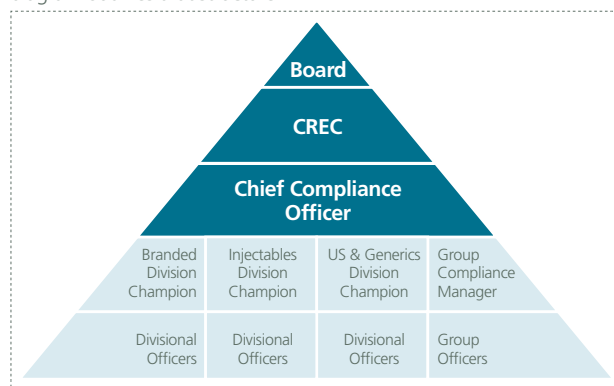 Board
CREC
Chief Compliance
Officer
Branded
Division
Champion
Injectables
Division
Champion
US & Generics
Division
Champion
Group
Compliance
Manager
Divisional
Officers
Divisional
Officers
Divisional
Officers
Group
Officers